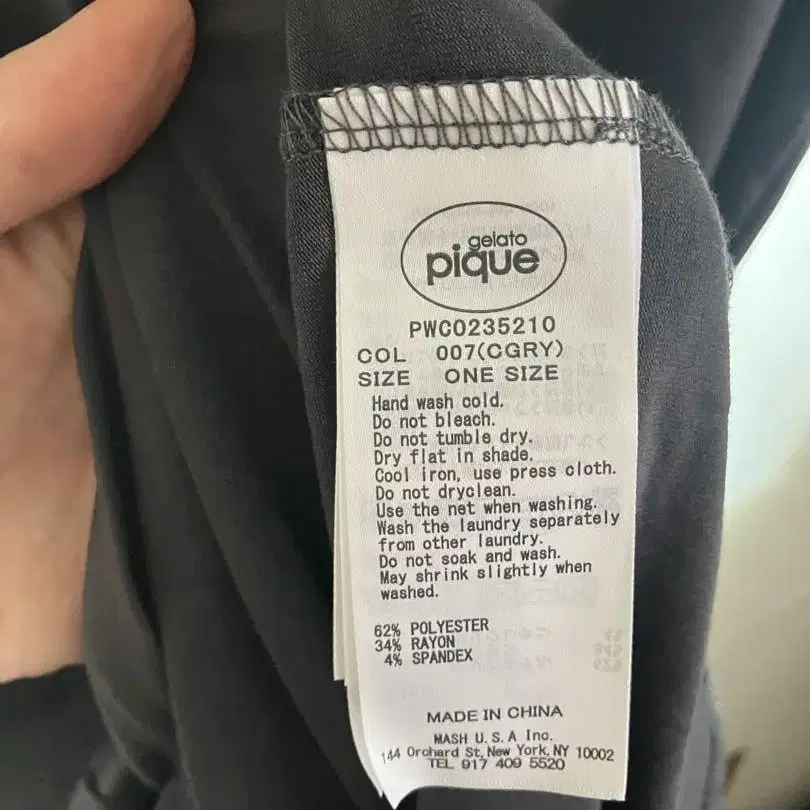 gelato
pique
PWCO235210
COL 007(CGRY)
SIZE ONE SIZE
Hand wash cold.
Do not bleach.
Do not tumble dry.
Dry flat in shade.
Cool iron, use press cloth.
Do not dryclean.
Use the net when washing.
Wash the laundry separately
from other laundry.
Do not soak and wash.
May shrink slightly when
washed.
62% POLYESTER
34% RAYON
4% SPANDEX
MADE IN CHINA
MASH U.S.A Inc.
144 Orchard St, New York, NY 10002
TEL 917 409 5520